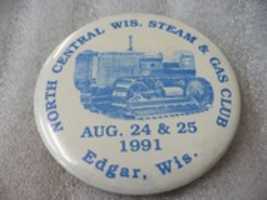 NORTH CENTRAL WIS. STEAM & GAS CLUB
AUG. 24 & 25
1991
Edgar, Wis.